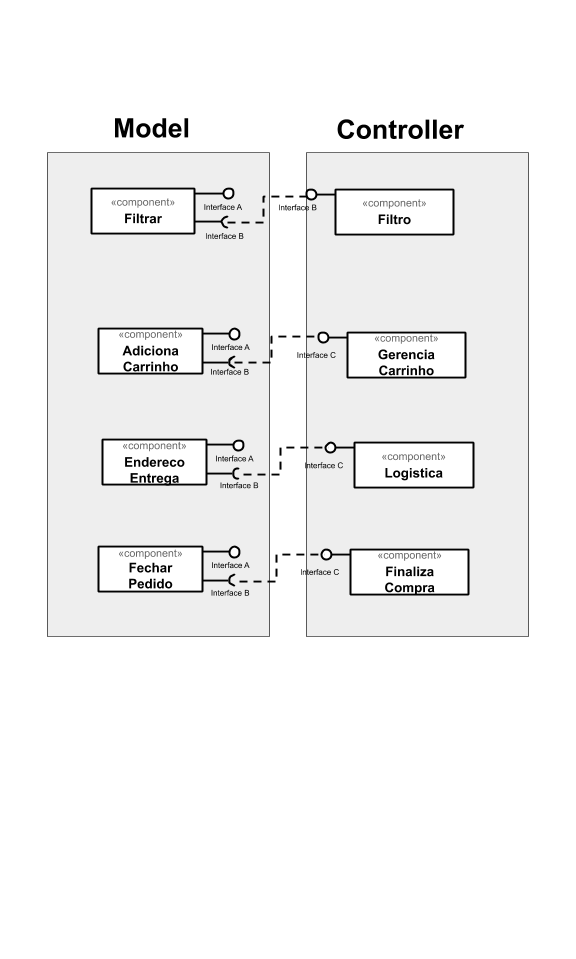 Model
Controller
«component»
Filtrar
Interface A
Interface B
Interface B
«component»
Filtro
«component»
Adiciona
Carrinho
Interface A
Interface B
Interface C
«component»
Gerencia
Carrinho
«component»
Endereco
Entrega
Interface A
Interface B
Interface C
«component»
Logistica
«component»
Fechar
Pedido
Interface A
Interface B
Interface C
«component»
Finaliza
Compra